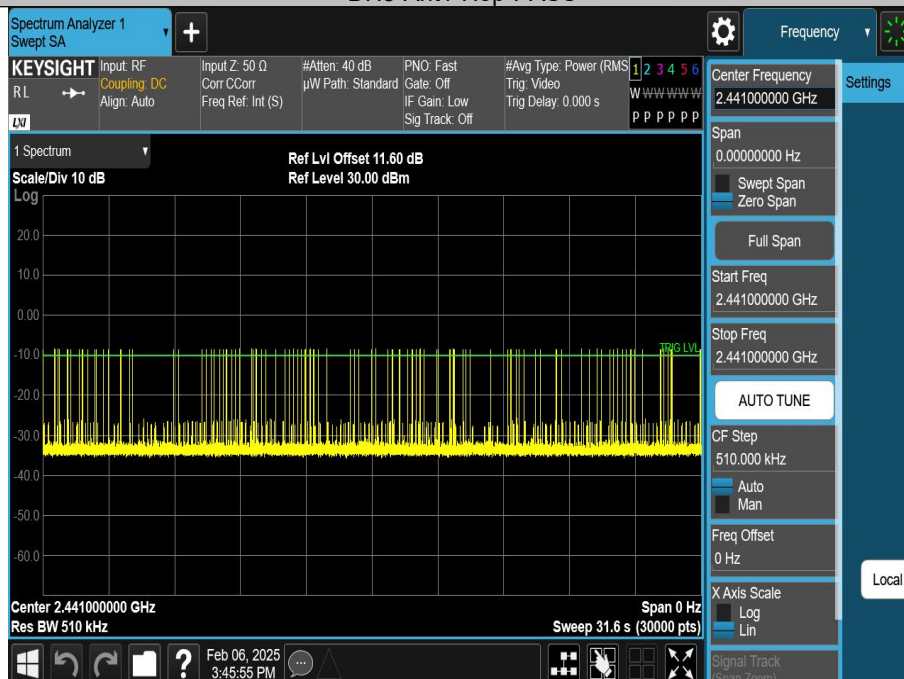 Spectrum Analyzer 1
Swept SA
Frequency
KEYSIGHT
R L
LXI
Input: RF
Coupling: DC
Align: Auto
Input Z: 50 Ω
Corr CCorr
Freq Ref: Int (S)
#Atten: 40 dB
µW Path: Standard
PNO: Fast
Gate: Off
IF Gain: Low
Sig Track: Off
#Avg Type: Power (RMS
Trig: Video
Trig Delay: 0.000 s
1 2 3 4 5 6
W W W W W W
P P P P P P
Center Frequency
2.441000000 GHz
Settings
1 Spectrum
Scale/Div 10 dB
Ref Lvl Offset 11.60 dB
Ref Level 30.00 dBm
Span
0.00000000 Hz
Swept Span
Zero Span
Full Span
Start Freq
2.441000000 GHz
Stop Freq
2.441000000 GHz
AUTO TUNE
CF Step
510.000 kHz
Auto
Man
Freq Offset
0 Hz
X Axis Scale
Log
Lin
Signal Track
(Span Zoom)
Local
Log
20.0
10.0
0.00
-10.0
-20.0
-30.0
-40.0
-50.0
-60.0
TRIG LVL
Center 2.441000000 GHz
Span 0 Hz
Res BW 510 kHz
Sweep 31.6 s (30000 pts)
?
Feb 06, 2025
3:45:55 PM